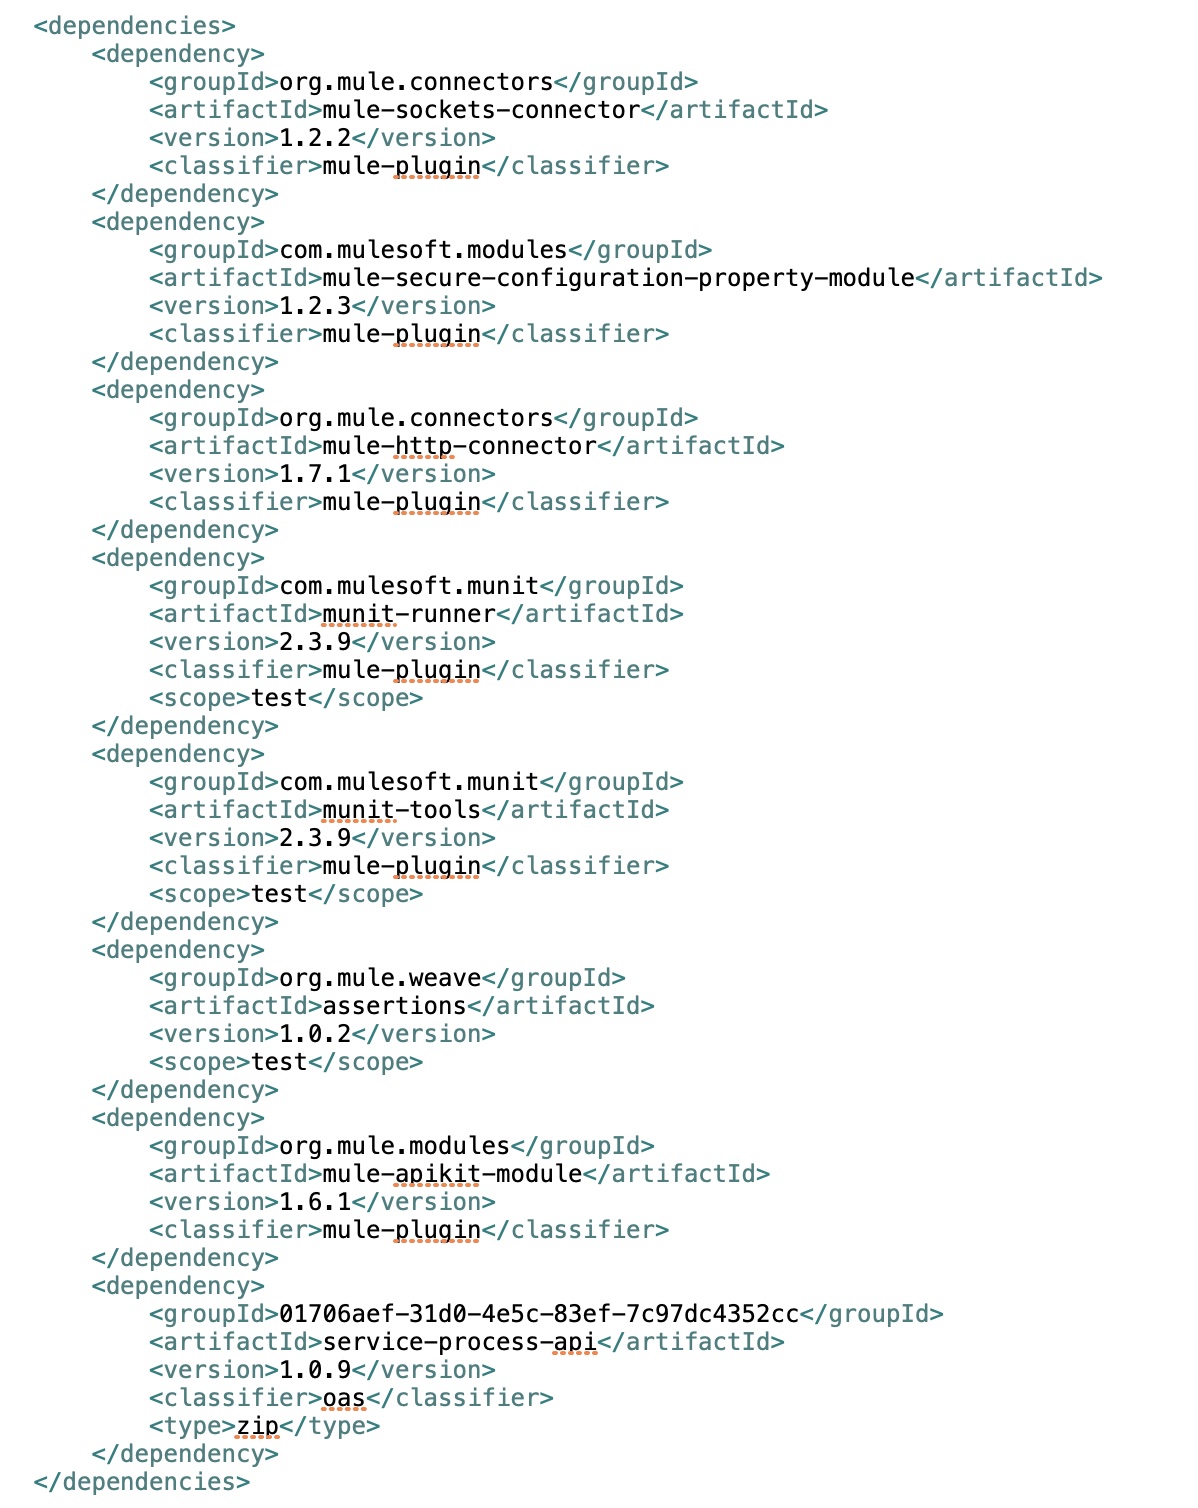 <dependencies>
<dependency>
<groupId>org.mule.connectors</groupId>
<artifactId>mule-sockets-connector</artifactId>
<version>1.2.2</version>
<classifier>mule-plugin</classifier>
</dependency>
<dependency>
<groupId>com.mulesoft.modules</groupId>
<artifactId>mule-secure-configuration-property-module</artifactId>
<version>1.2.3</version>
<classifier>mule-plugin</classifier>
</dependency>
<dependency>
<groupId>org.mule.connectors</groupId>
<artifactId>mule-http-connector</artifactId>
<version>1.7.1</version>
<classifier>mule-plugin</classifier>
</dependency>
<dependency>
<groupId>com.mulesoft.munit</groupId>
<artifactId>munit-runner</artifactId>
<version>2.3.9</version>
<classifier>mule-plugin</classifier>
<scope>test</scope>
</dependency>
<dependency>
<groupId>com.mulesoft.munit</groupId>
<artifactId>munit-tools</artifactId>
<version>2.3.9</version>
<classifier>mule-plugin</classifier>
<scope>test</scope>
</dependency>
<dependency>
<groupId>org.mule.weave</groupId>
<artifactId>assertions</artifactId>
<version>1.0.2</version>
<scope>test</scope>
</dependency>
<dependency>
<groupId>org.mule.modules</groupId>
<artifactId>mule-apikit-module</artifactId>
<version>1.6.1</version>
<classifier>mule-plugin</classifier>
</dependency>
<dependency>
<groupId>01706aef-31d0-4e5c-83ef-7c97dc4352cc</groupId>
<artifactId>service-process-api</artifactId>
<version>1.0.9</version>
<classifier>oas</classifier>
<type>zip</type>
</dependency>
</dependencies>